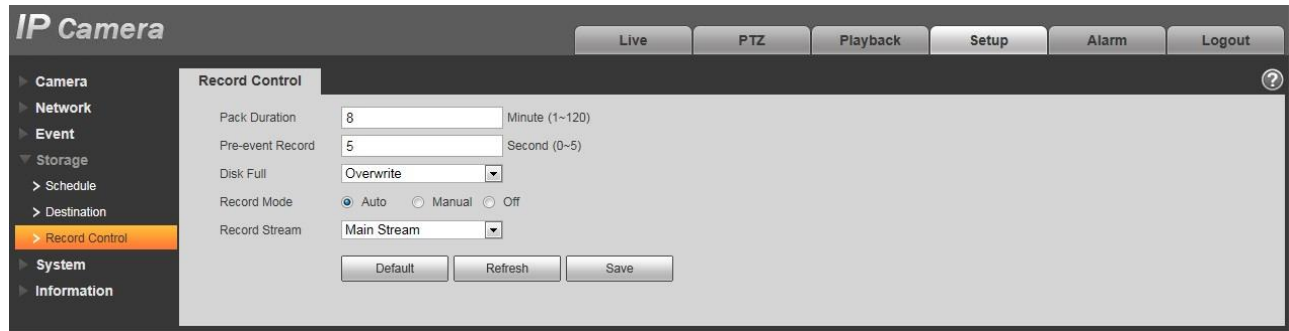 IP Camera
Live PTZ Playback Setup Alarm Logout
Camera
Network
Event
Storage
> Schedule
> Destination
> Record Control
System
Information
Record Control ?
Pack Duration 8 Minute (1~120)
Pre-event Record 5 Second (0~5)
Disk Full Overwrite
Record Mode Auto Manual Off
Record Stream Main Stream
Default Refresh Save